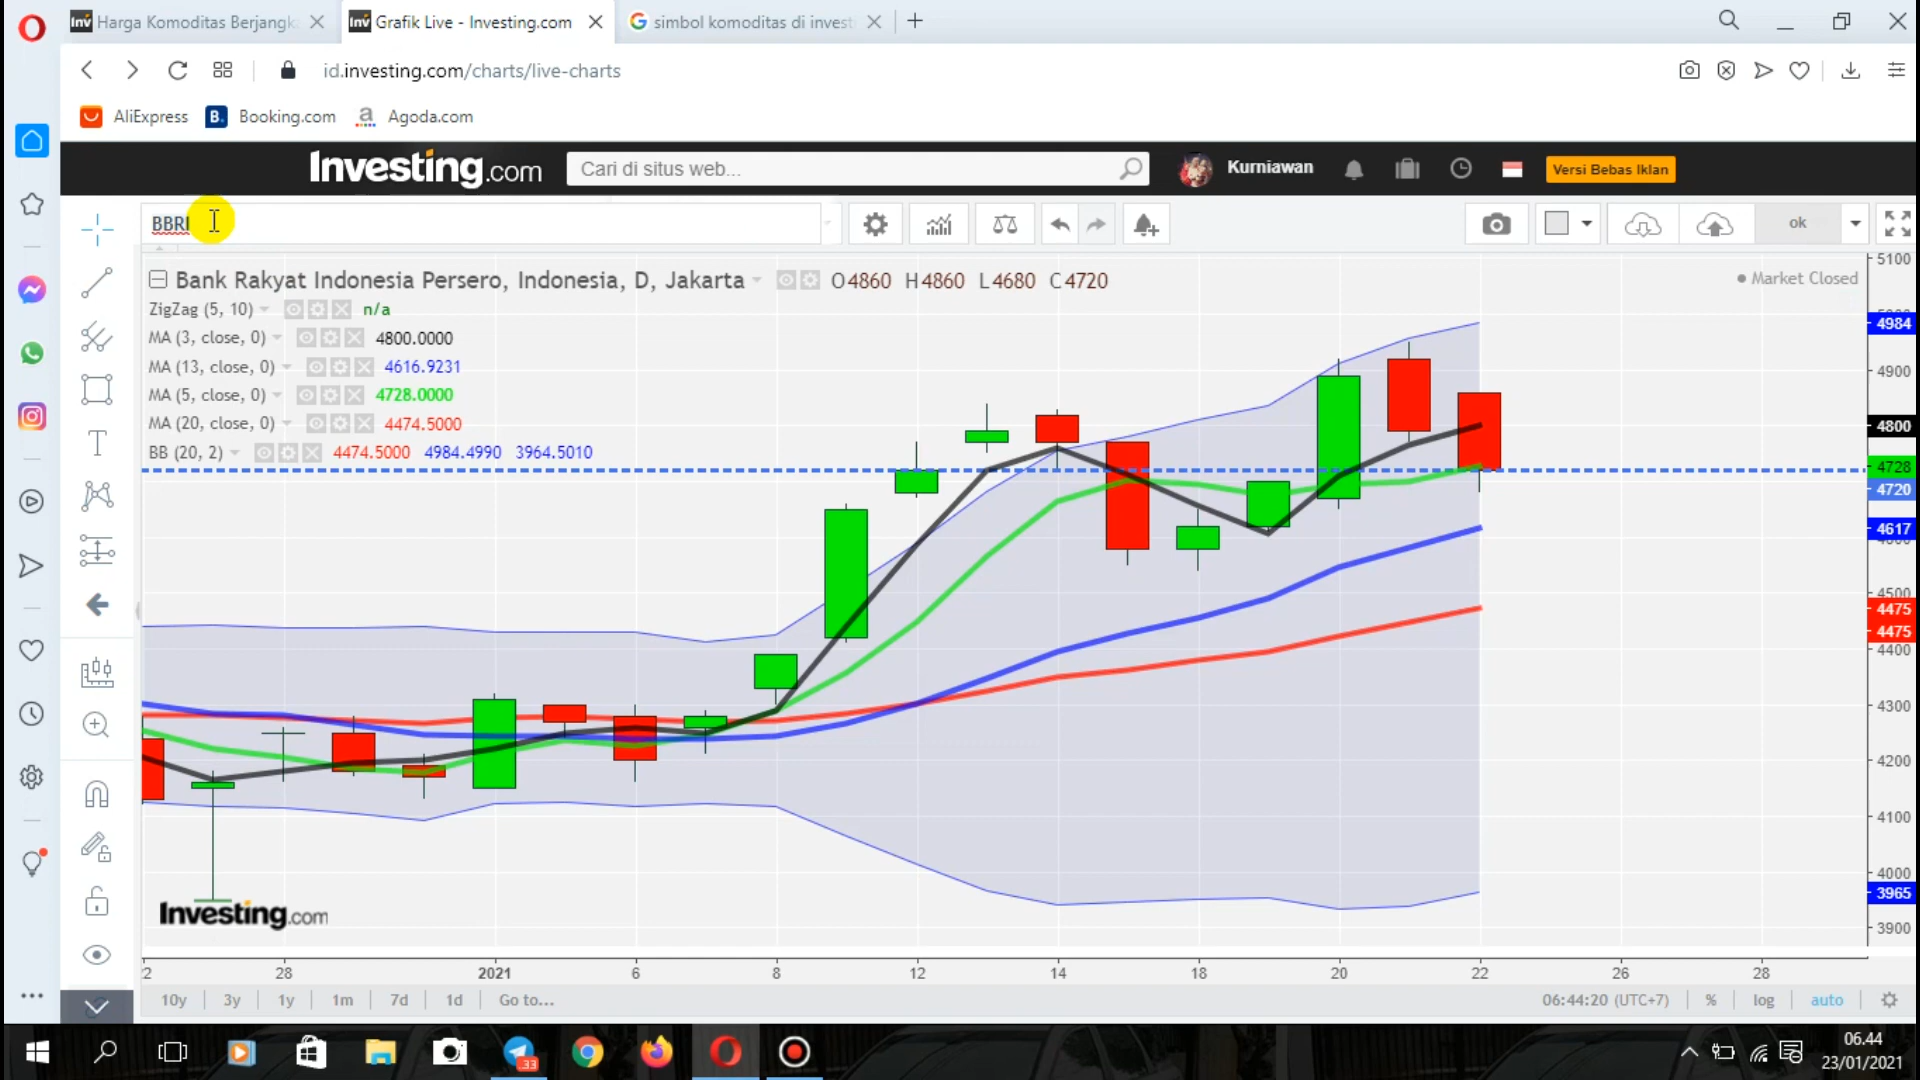 Harga Komoditas Berjangka
Grafik Live - Investing.com
simbol komoditas di invest
id.investing.com/charts/live-charts
AliExpress
B. Booking.com
a Agoda.com
Investing.com
Cari di situs web...
Kurniawan
Versi Bebas Iklan
BBRI
ok
Bank Rakyat Indonesia Persero, Indonesia, D, Jakarta
O4860 H4860 L4680 C4720
Market Closed
ZigZag (5, 10) n/a
MA (3, close, 0) 4800.0000
MA (13, close, 0) 4616.9231
MA (5, close, 0) 4728.0000
MA (20, close, 0) 4474.5000
BB (20, 2) 4474.5000 4984.4990 3964.5010
5100
4984
4900
4800
4728
4720
4617
4500
4475
4475
4400
4300
4200
4100
4000
3965
3900
Investing.com
28 2021 6 8 12 14 18 20 22 26 28
10y 3y 1y 1m 7d 1d Go to...
06:44:20 (UTC+7) % log auto
33
06.44
23/01/2021